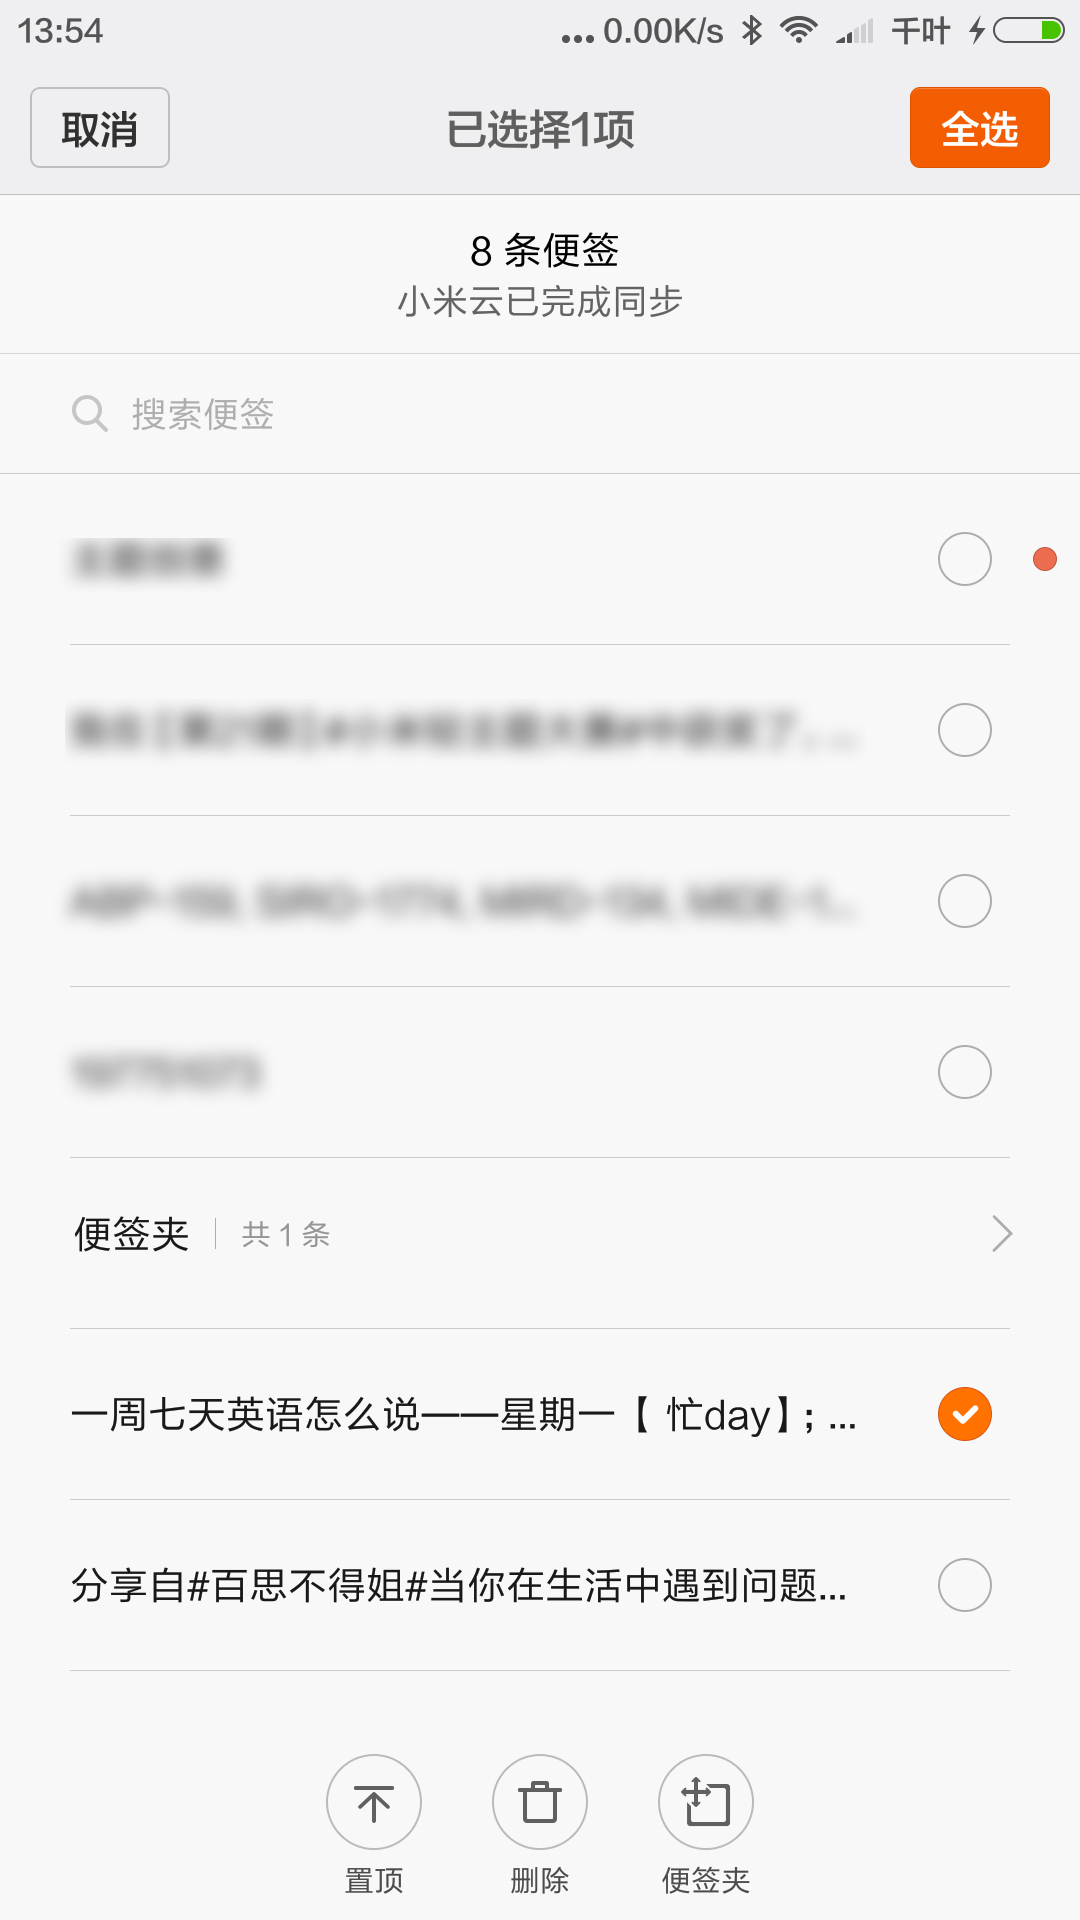 13:54
...0.00K/s 千叶
取消
已选择1项
全选
8 条便签
小米云已完成同步
搜索便签
便签夹 共 1 条
一周七天英语怎么说——星期一【 忙day】；...
分享自#百思不得姐#当你在生活中遇到问题...
置顶
删除
便签夹